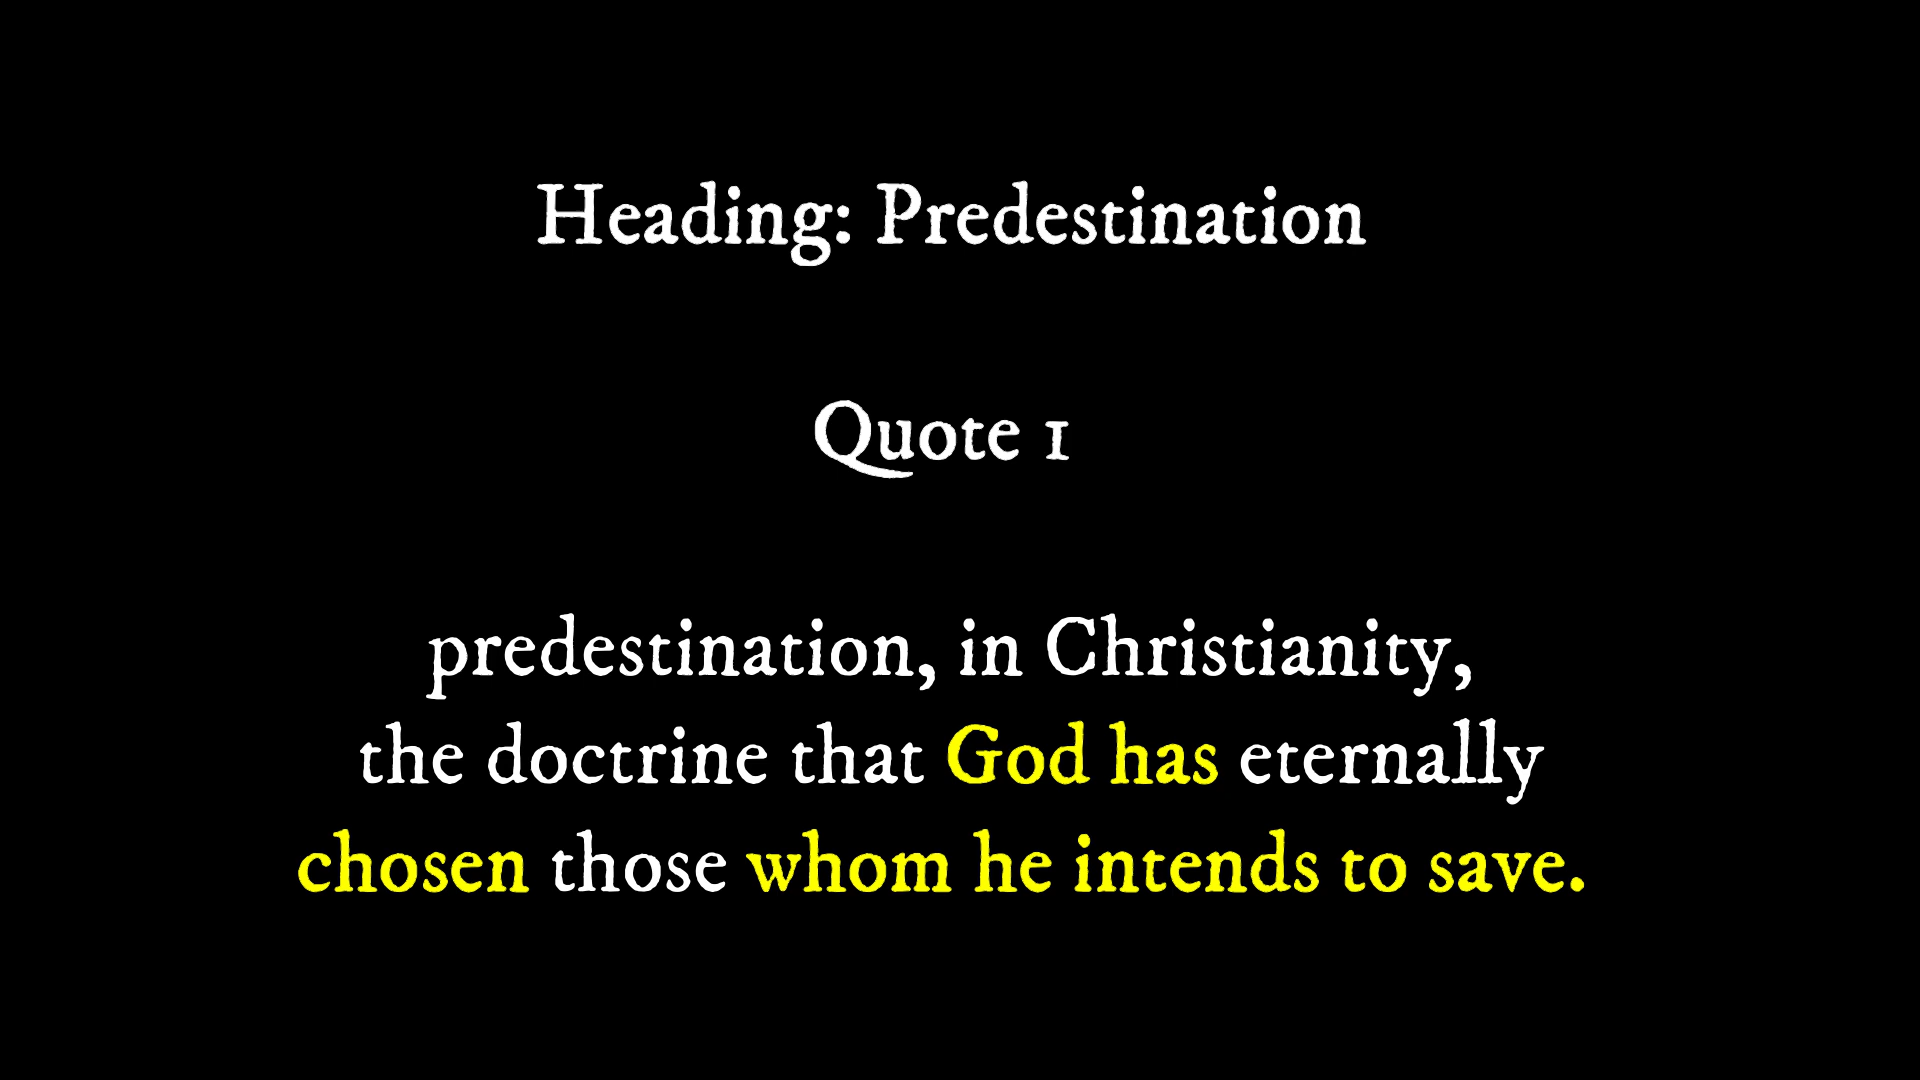 Heading: Predestination
Quote 1
predestination, in Christianity,
the doctrine that God has eternally
chosen those whom he intends to save.